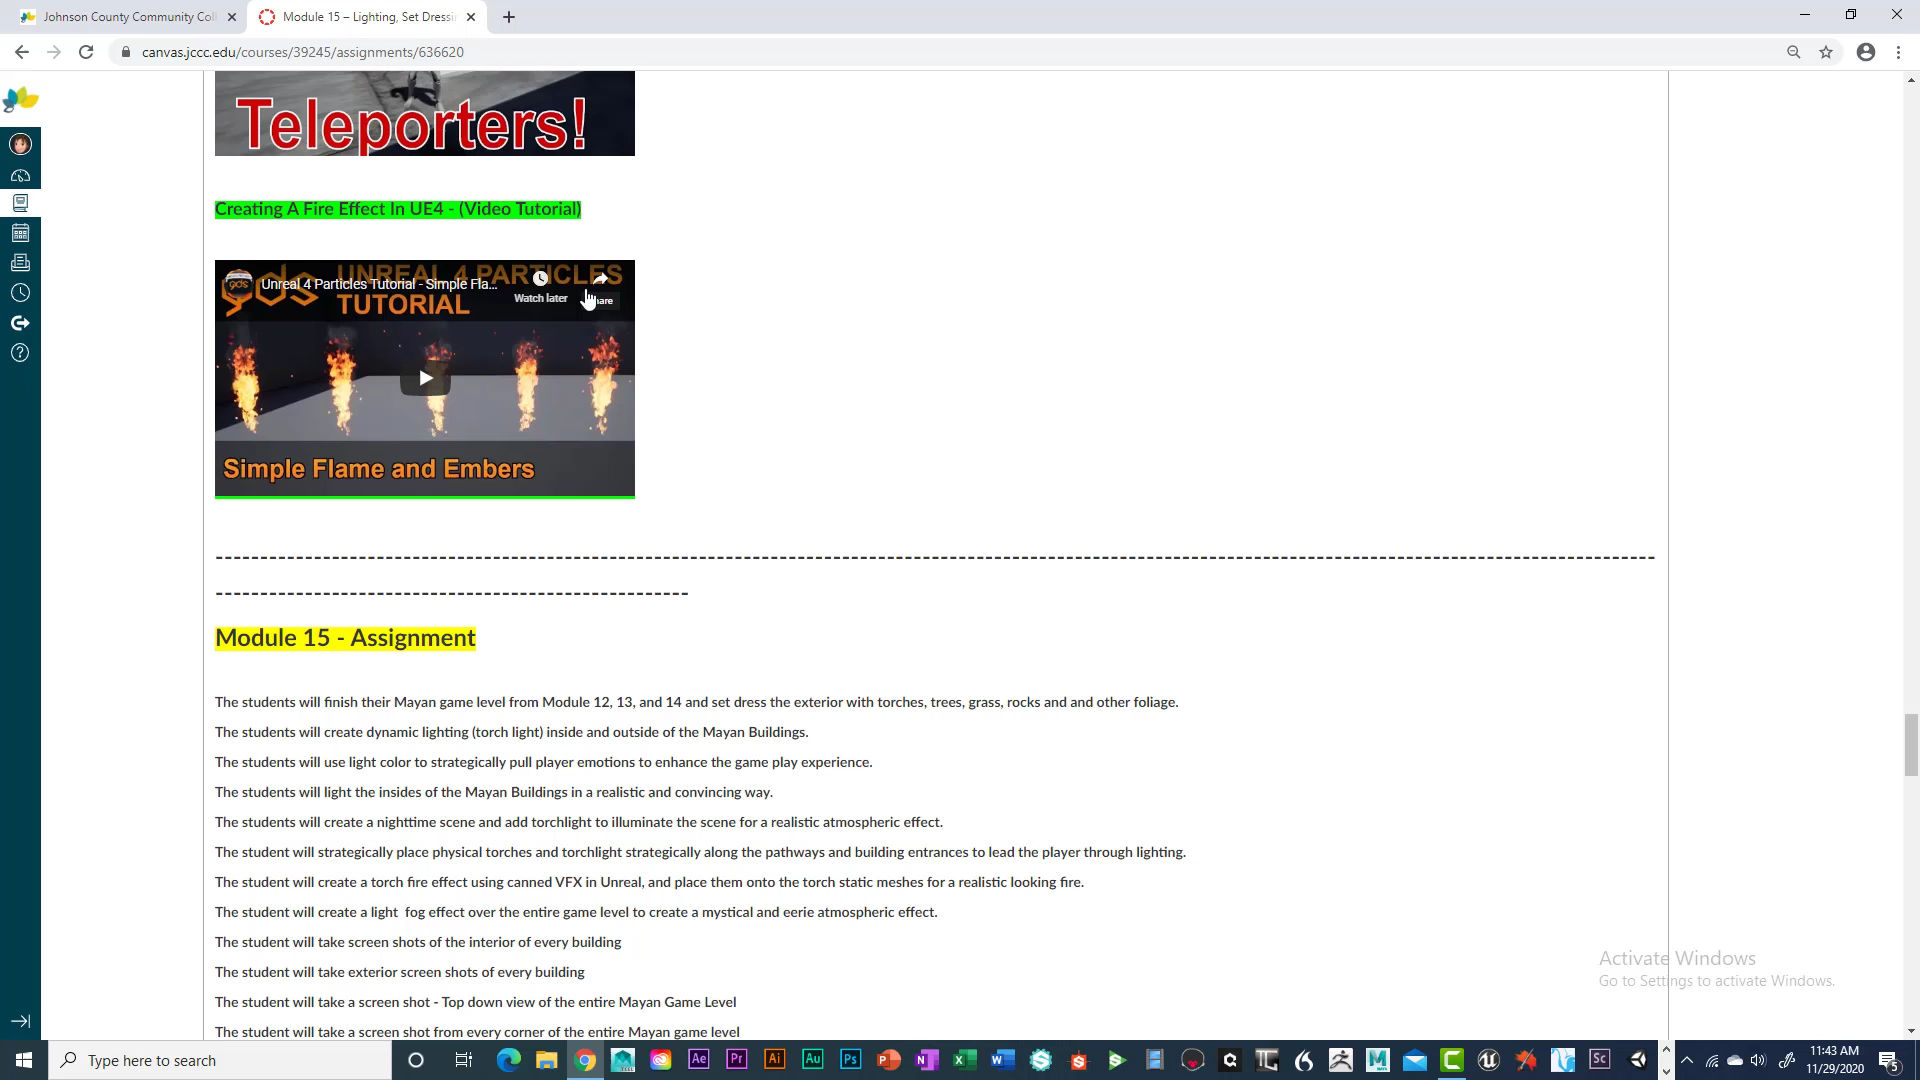 Johnson County Community Coll
Module 15 – Lighting, Set Dressin
canvas.jccc.edu/courses/39245/assignments/636620
Teleporters!
Creating A Fire Effect In UE4 - (Video Tutorial)
UNREAL 4 PARTICLES
gds
Unreal 4 Particles Tutorial - Simple Fla...
gds
TUTORIAL
Watch later
hare
Simple Flame and Embers
Module 15 - Assignment
The students will finish their Mayan game level from Module 12, 13, and 14 and set dress the exterior with torches, trees, grass, rocks and and other foliage.
The students will create dynamic lighting (torch light) inside and outside of the Mayan Buildings.
The students will use light color to strategically pull player emotions to enhance the game play experience.
The students will light the insides of the Mayan Buildings in a realistic and convincing way.
The students will create a nighttime scene and add torchlight to illuminate the scene for a realistic atmospheric effect.
The student will strategically place physical torches and torchlight strategically along the pathways and building entrances to lead the player through lighting.
The student will create a torch fire effect using canned VFX in Unreal, and place them onto the torch static meshes for a realistic looking fire.
The student will create a light  fog effect over the entire game level to create a mystical and eerie atmospheric effect.
The student will take screen shots of the interior of every building
The student will take exterior screen shots of every building
The student will take a screen shot - Top down view of the entire Mayan Game Level
The student will take a screen shot from every corner of the entire Mayan game level
Activate Windows
Go to Settings to activate Windows.
Type here to search
Ae
Pr
Ai
Au
Ps
Sc
11:43 AM
11/29/2020
5